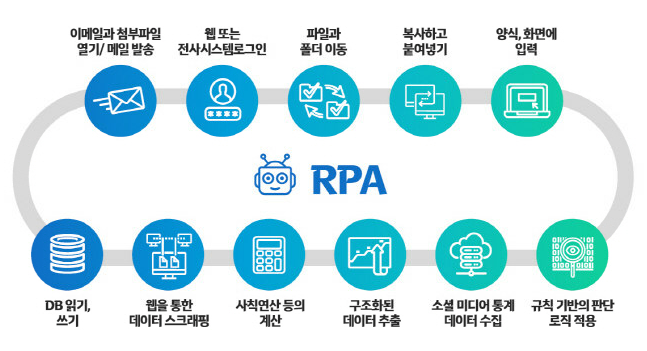 이메일과 첨부파일
열기/ 메일 발송
웹 또는
전사시스템로그인
파일과
폴더 이동
복사하고
붙여넣기
양식, 화면에
입력
RPA
DB 읽기,
쓰기
웹을 통한
데이터 스크래핑
사칙연산 등의
계산
구조화된
데이터 추출
소셜 미디어 통계
데이터 수집
규칙 기반의 판단
로직 적용